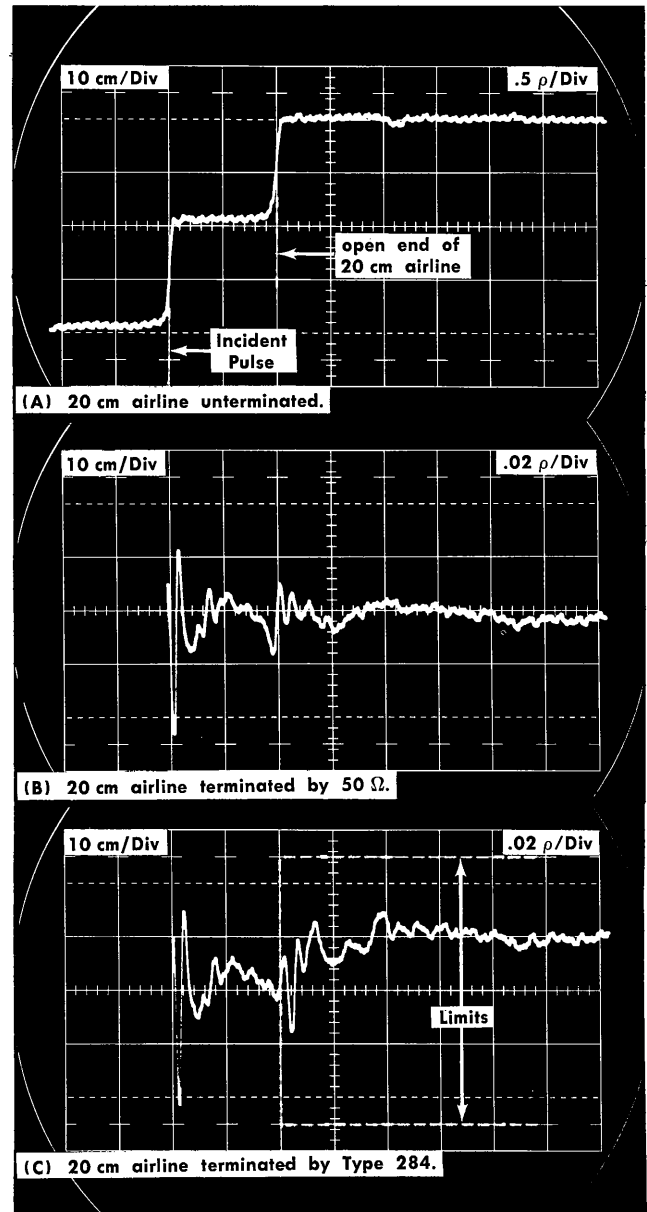 10 cm/Div
.5 ρ/Div
open end of
20 cm airline
Incident
Pulse
(A) 20 cm airline unterminated.
10 cm/Div
.02 ρ/Div
(B) 20 cm airline terminated by 50 Ω.
10 cm/Div
.02 ρ/Div
Limits
(C) 20 cm airline terminated by Type 284.